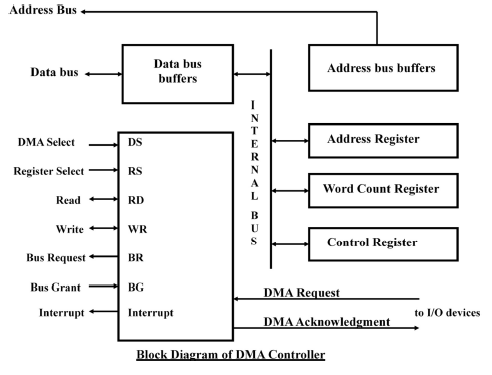 Address Bus
Data bus
Data bus
buffers
Address bus buffers
INTERNAL BUS
DMA Select
DS
Address Register
Register Select
RS
Word Count Register
Read
RD
Write
WR
Control Register
Bus Request
BR
Bus Grant
BG
DMA Request
to I/O devices
Interrupt
Interrupt
DMA Acknowledgment
Block Diagram of DMA Controller